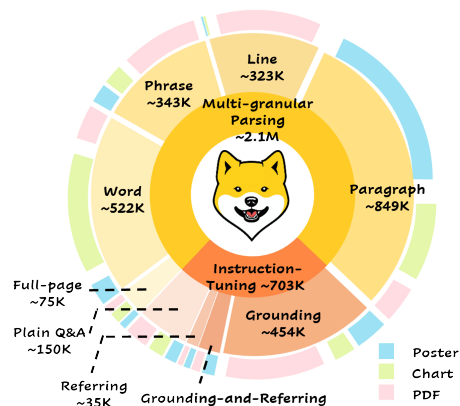 Line
~323K
Phrase
~343K
Multi-granular
Parsing
~2.1M
Word
~522K
Paragraph
~849K
Instruction-
Tuning ~703K
Full-page
~75K
Grounding
~454K
Plain Q&A
~150K
Referring
~35K
Grounding-and-Referring
Poster
Chart
PDF